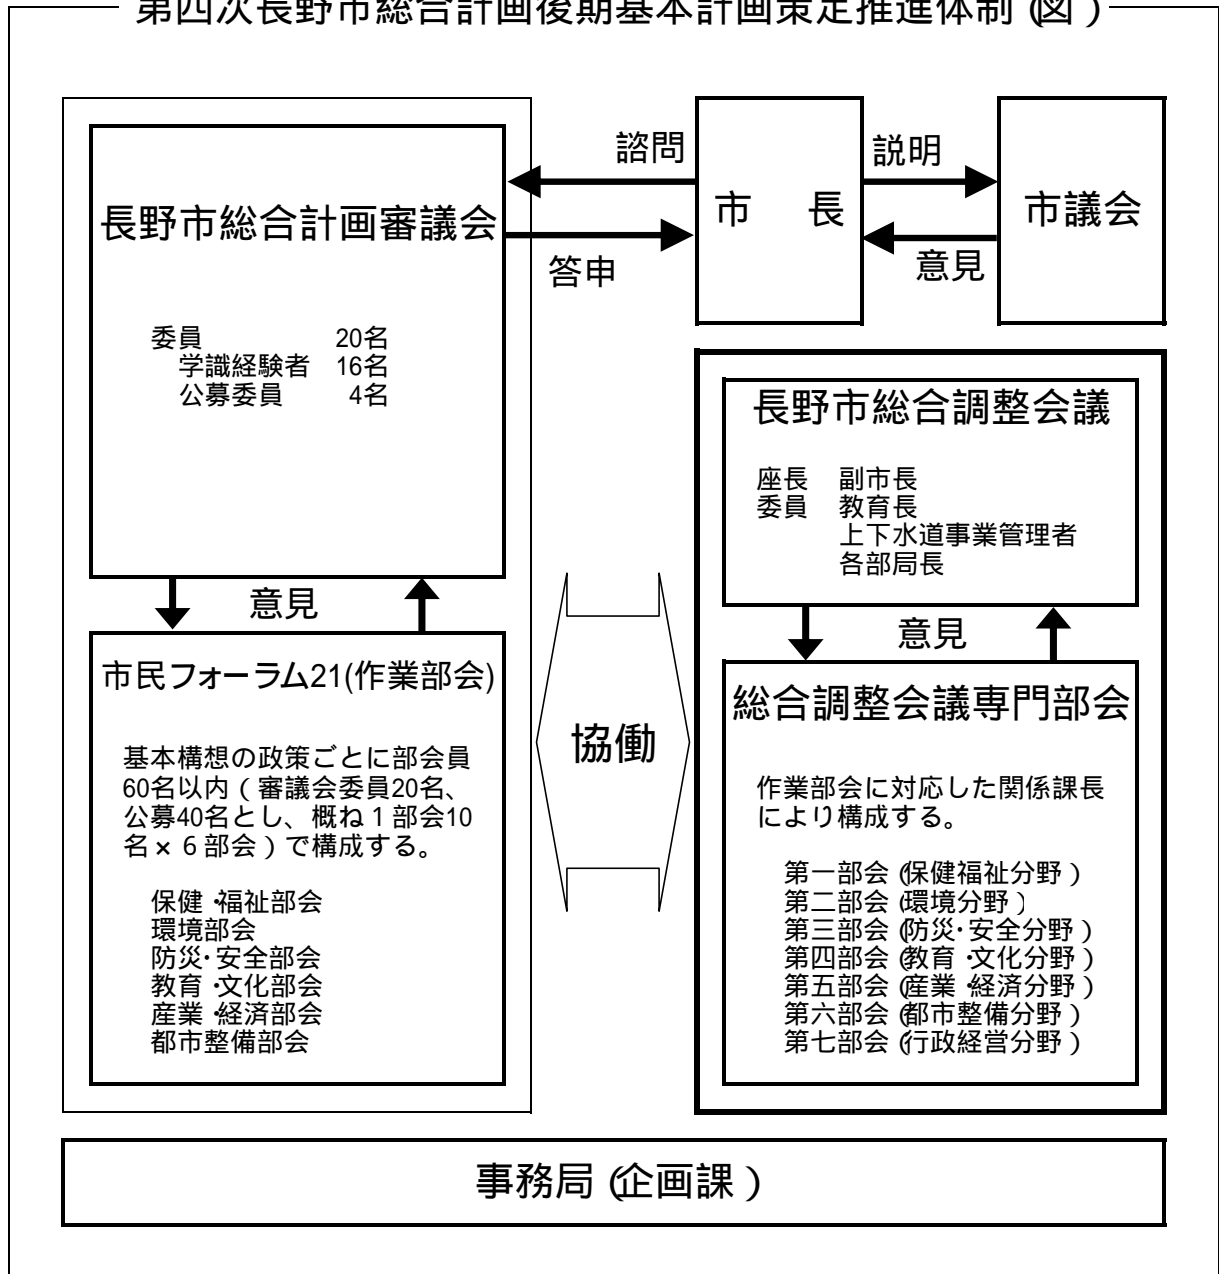 第四次長野市総合計画後期基本計画策定推進体制(図)
諮問
説明
長野市総合計画審議会
市　長
市議会
答申
意見
委員　20名
学識経験者　16名
公募委員　4名
長野市総合調整会議
座長　副市長
委員　教育長
上下水道事業管理者
各部局長
意見
意見
市民フォーラム21(作業部会)
総合調整会議専門部会
協働
基本構想の政策ごとに部会員
60名以内(審議会委員20名、
公募40名とし、概ね1部会10
名×6部会)で構成する。
保健・福祉部会
環境部会
防災・安全部会
教育・文化部会
産業・経済部会
都市整備部会
作業部会に対応した関係課長
により構成する。
第一部会(保健福祉分野)
第二部会(環境分野)
第三部会(防災・安全分野)
第四部会(教育・文化分野)
第五部会(産業・経済分野)
第六部会(都市整備分野)
第七部会(行政経営分野)
事務局(企画課)